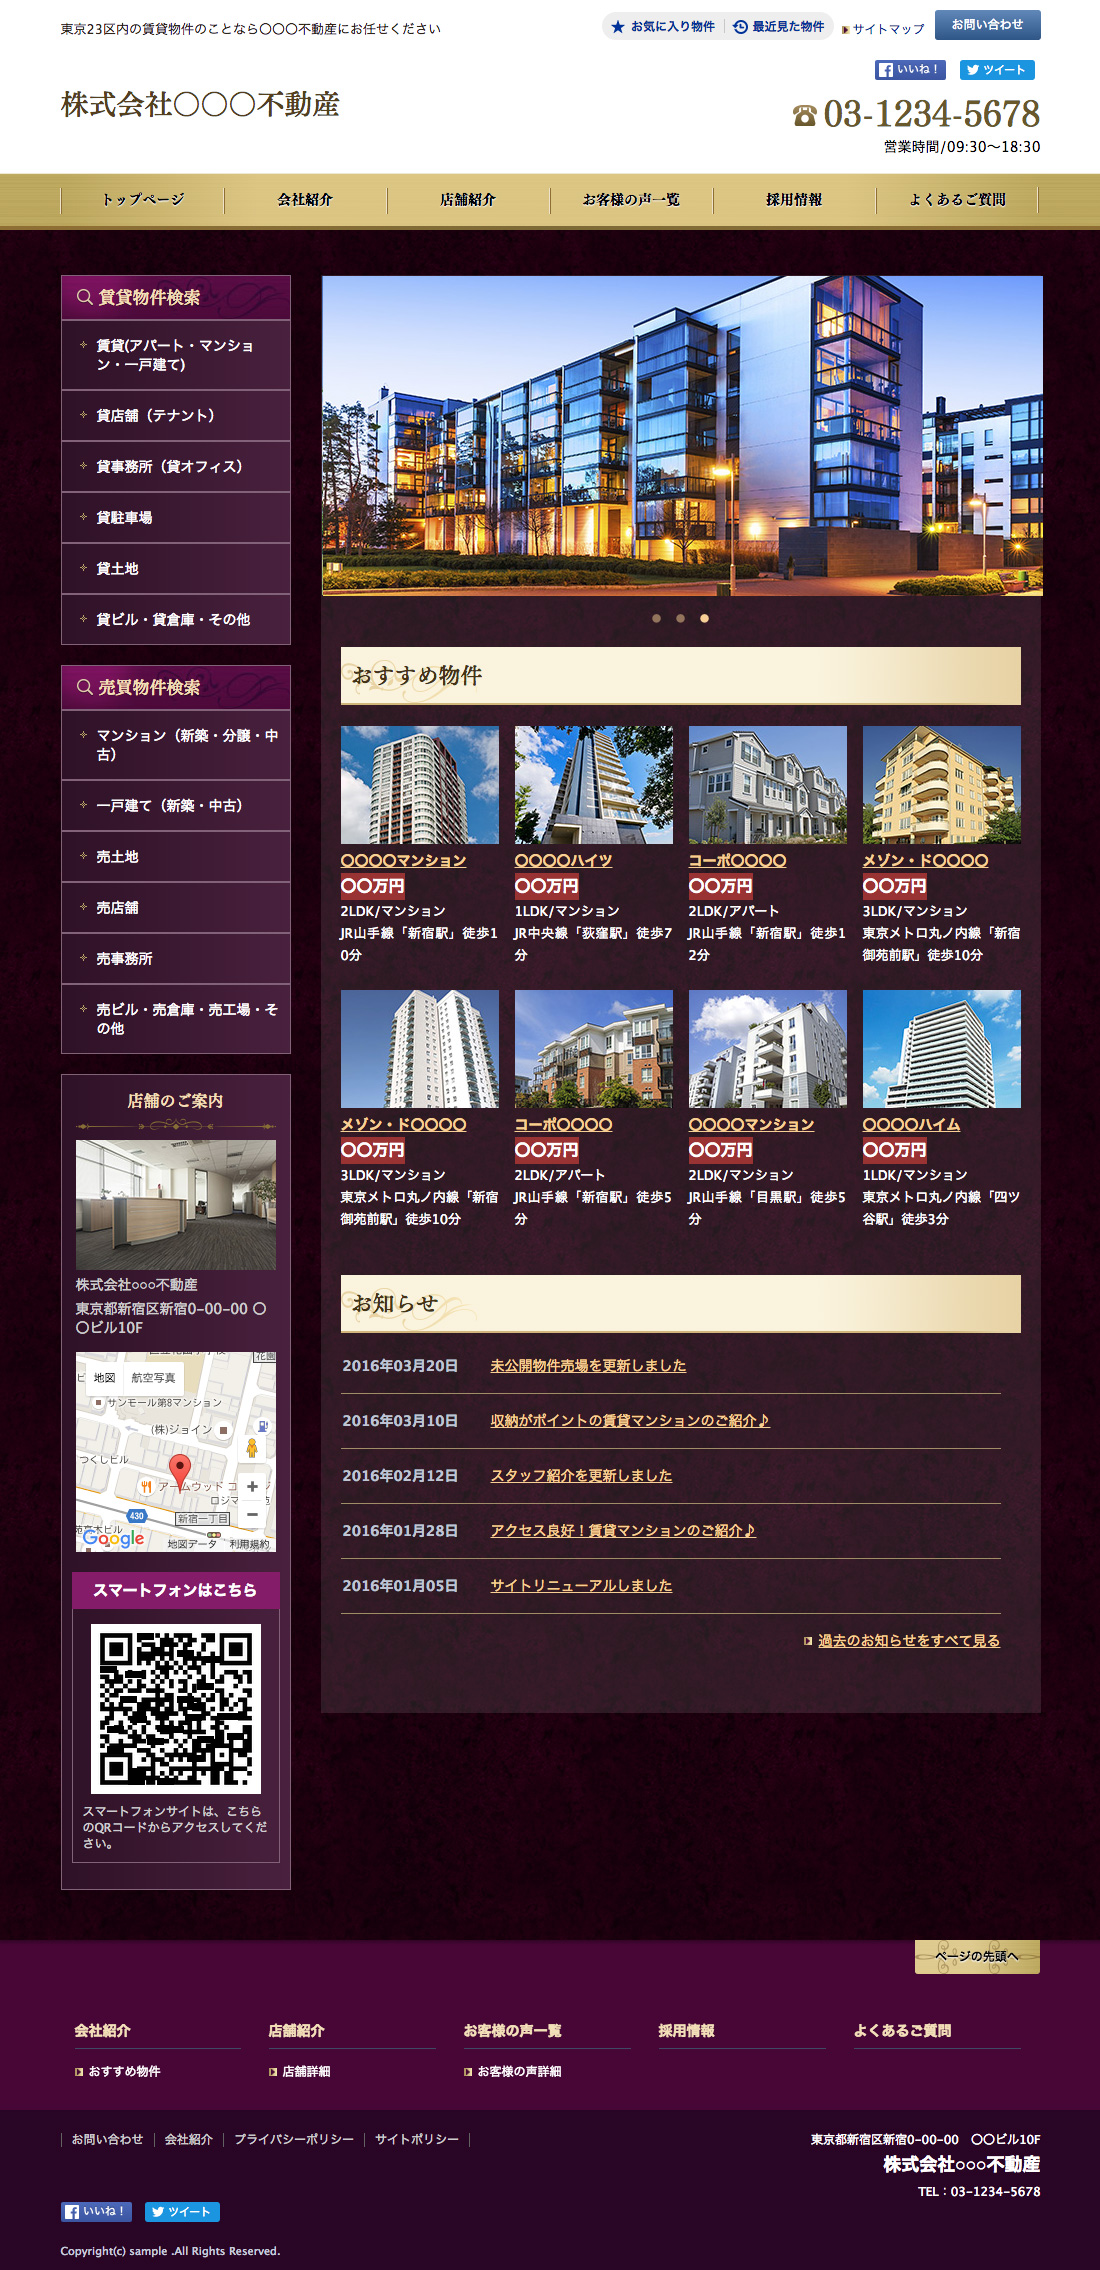 東京23区内の賃貸物件のことなら〇〇〇不動産にお任せください
お気に入り物件
最近見た物件
サイトマップ
お問い合わせ
いいね！
ツイート
株式会社〇〇〇不動産
03-1234-5678
営業時間/09:30〜18:30
トップページ
会社紹介
店舗紹介
お客様の声一覧
採用情報
よくあるご質問
賃貸物件検索
賃貸(アパート・マンショ
ン・一戸建て)
貸店舗（テナント）
貸事務所（貸オフィス）
貸駐車場
貸土地
貸ビル・貸倉庫・その他
売買物件検索
マンション（新築・分譲・中
古）
一戸建て（新築・中古）
売土地
売店舗
売事務所
売ビル・売倉庫・売工場・そ
の他
店舗のご案内
株式会社○○○不動産
東京都新宿区新宿0-00-00 〇
〇ビル10F
地図
航空写真
花園
サンモール第8マンション
(株)ジョイン
つくしビル
アームウッド コ
ロジマ
430
新宿一丁目
Google
地図データ
利用規約
スマートフォンはこちら
スマートフォンサイトは、こちら
のQRコードからアクセスしてくだ
さい。
おすすめ物件
〇〇〇〇マンション
〇〇万円
2LDK/マンション
JR山手線「新宿駅」徒歩1
0分
〇〇〇〇ハイツ
〇〇万円
1LDK/マンション
JR中央線「荻窪駅」徒歩7
分
コーポ〇〇〇〇
〇〇万円
2LDK/アパート
JR山手線「新宿駅」徒歩1
2分
メゾン・ド〇〇〇〇
〇〇万円
3LDK/マンション
東京メトロ丸ノ内線「新宿
御苑前駅」徒歩10分
メゾン・ド〇〇〇〇
〇〇万円
3LDK/マンション
東京メトロ丸ノ内線「新宿
御苑前駅」徒歩10分
コーポ〇〇〇〇
〇〇万円
2LDK/アパート
JR山手線「新宿駅」徒歩5
分
〇〇〇〇マンション
〇〇万円
2LDK/マンション
JR山手線「目黒駅」徒歩5
分
〇〇〇〇ハイム
〇〇万円
1LDK/マンション
東京メトロ丸ノ内線「四ツ
谷駅」徒歩3分
お知らせ
2016年03月20日 未公開物件売場を更新しました
2016年03月10日 収納がポイントの賃貸マンションのご紹介♪
2016年02月12日 スタッフ紹介を更新しました
2016年01月28日 アクセス良好！賃貸マンションのご紹介♪
2016年01月05日 サイトリニューアルしました
過去のお知らせをすべて見る
ページの先頭へ
会社紹介
おすすめ物件
店舗紹介
店舗詳細
お客様の声一覧
お客様の声詳細
採用情報
よくあるご質問
お問い合わせ
会社紹介
プライバシーポリシー
サイトポリシー
東京都新宿区新宿0-00-00　〇〇ビル10F
株式会社○○○不動産
TEL：03-1234-5678
いいね！
ツイート
Copyright(c) sample .All Rights Reserved.